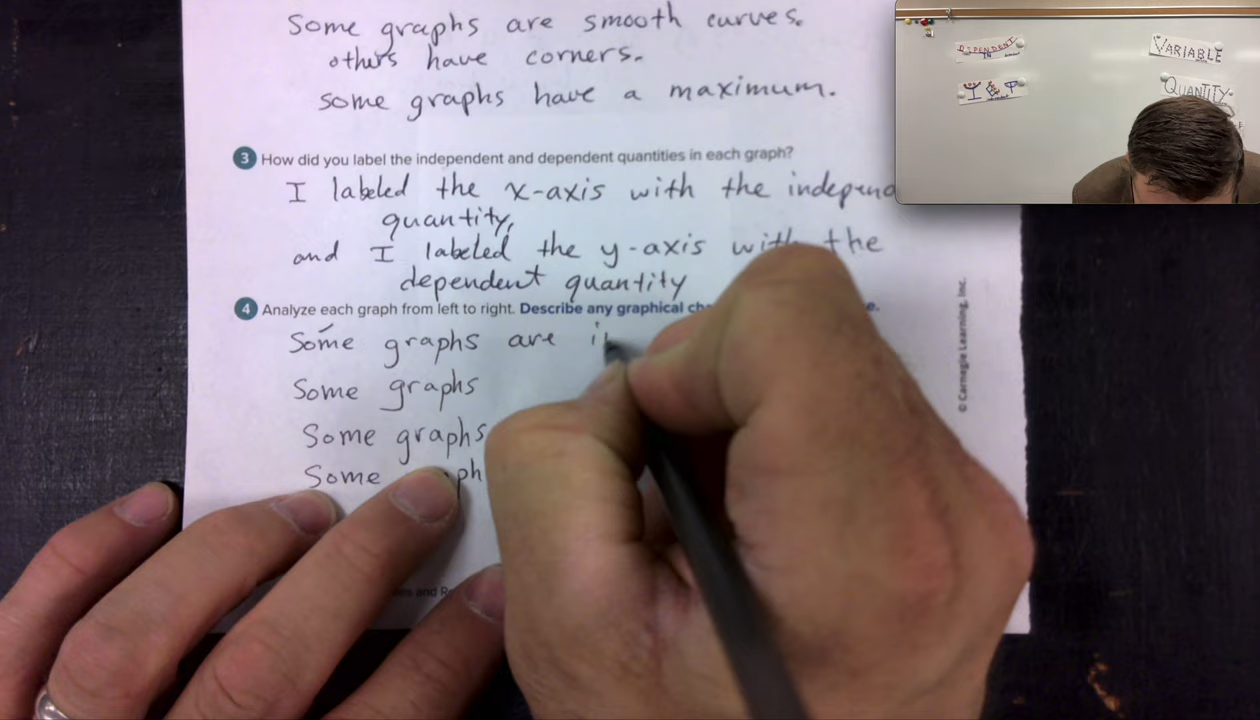 Some graphs are smooth curves.
others have corners.
some graphs have a maximum.
3 How did you label the independent and dependent quantities in each graph?
I labeled the x-axis with the
quantity,
and I labeled the y-axis with the
dependent quantity
4 Analyze each graph from left to right. Describe any graphical
Some graphs are
Some graphs
Some graphs
Some
© Carnegie Learning, Inc.
DEPENDENT
IN
VARIABLE
QUANTITY